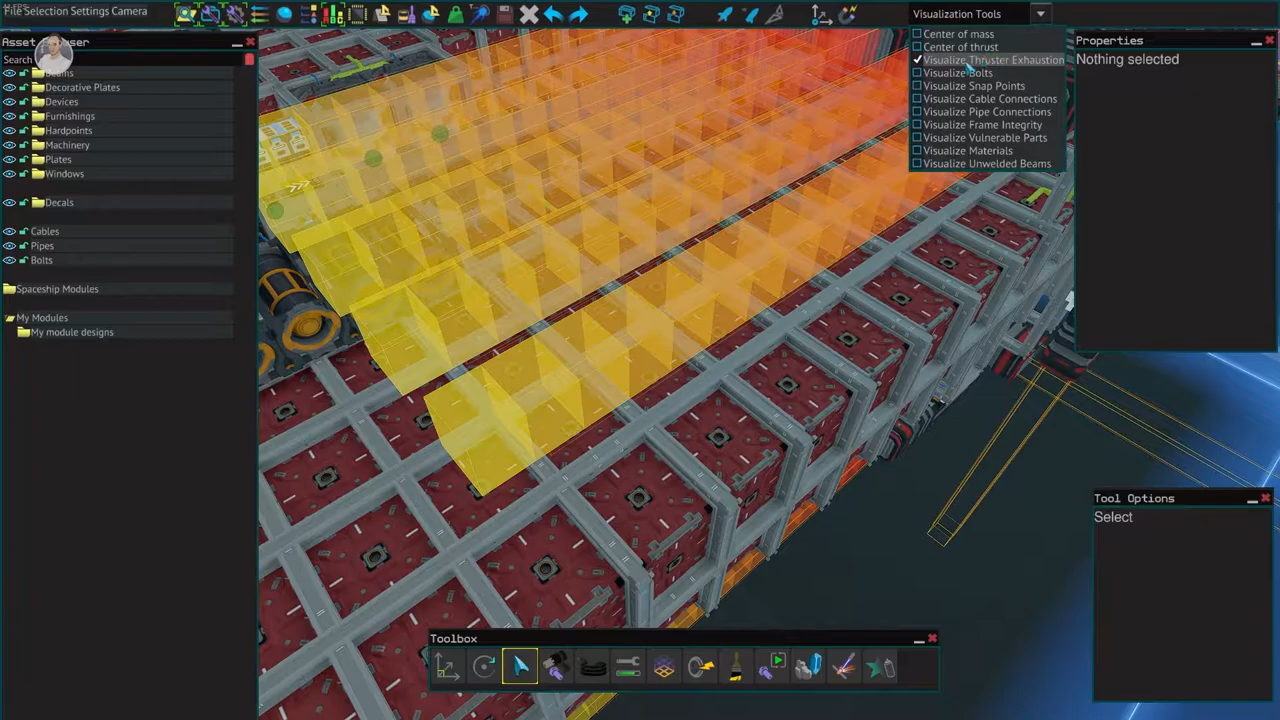 File Selection Settings Camera
Visualization Tools
Center of mass
Center of thrust
Visualize Thruster Exhaustion
Visualize Bolts
Visualize Snap Points
Visualize Cable Connections
Visualize Pipe Connections
Visualize Frame Integrity
Visualize Vulnerable Parts
Visualize Materials
Visualize Unwelded Beams
Asset
Search
Beams
Decorative Plates
Devices
Furnishings
Hardpoints
Machinery
Plates
Windows
Decals
Cables
Pipes
Bolts
Spaceship Modules
My Modules
My module designs
Properties
Nothing selected
Tool Options
Select
Toolbox